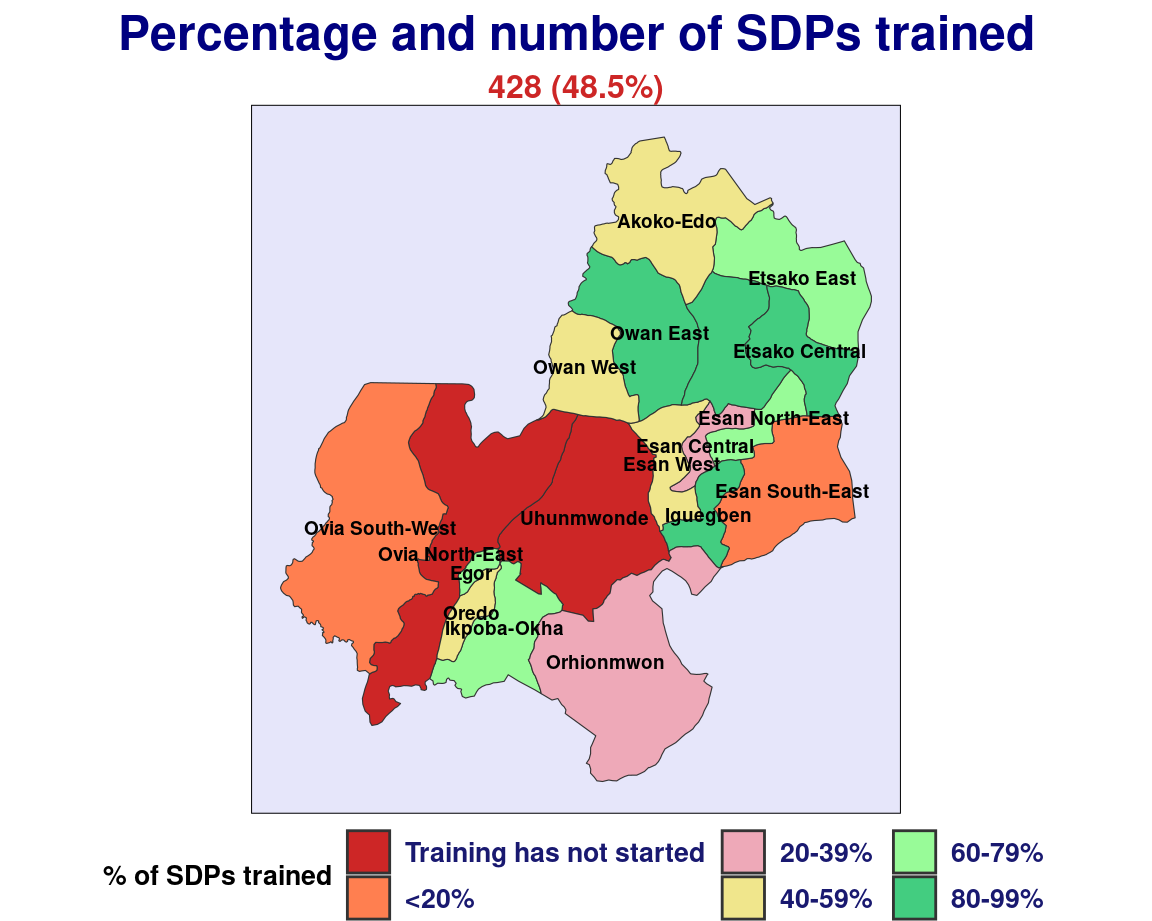 Percentage and number of SDPs trained
428 (48.5%)
Akoko-Edo
Etsako East
Owan East
Etsako Central
Owan West
Esan North-East
Esan Central
Esan West
Esan South-East
Iguegben
Uhunmwonde
Ovia South-West
Ovia North-East
Egor
Oredo
Ikpoba-Okha
Orhionmwon
% of SDPs trained
Training has not started
<20%
20-39%
40-59%
60-79%
80-99%